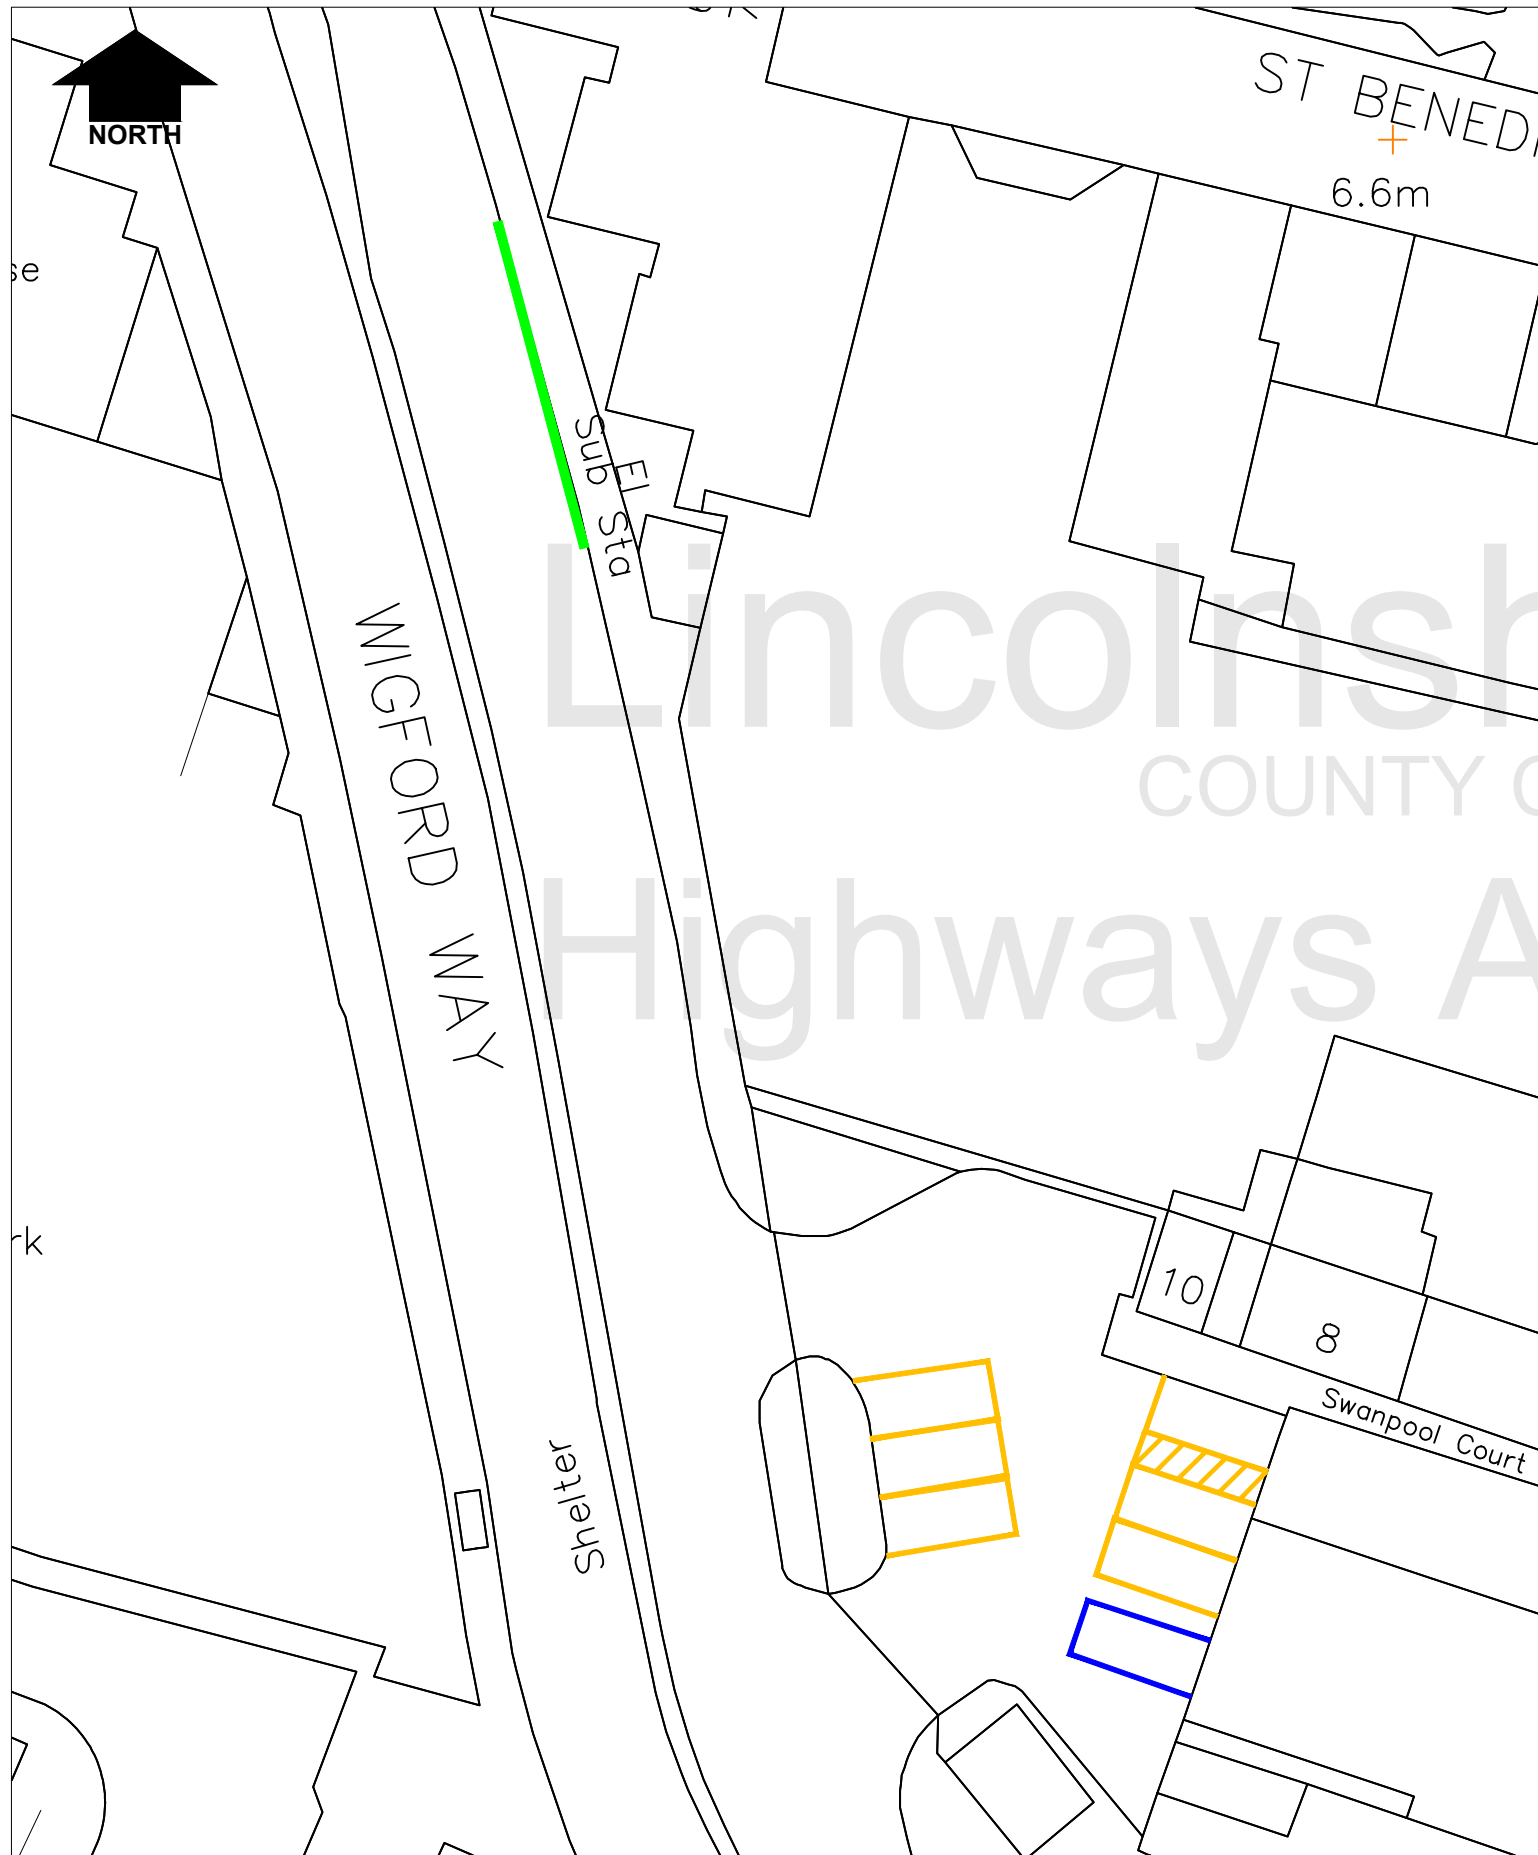 NORTH
ST BENEDI
6.6m
se
El
Sub Sta
WIGFORD WAY
Lincolnsh
COUNTY C
Highways A
rk
10
8
Swanpool Court
Shelter